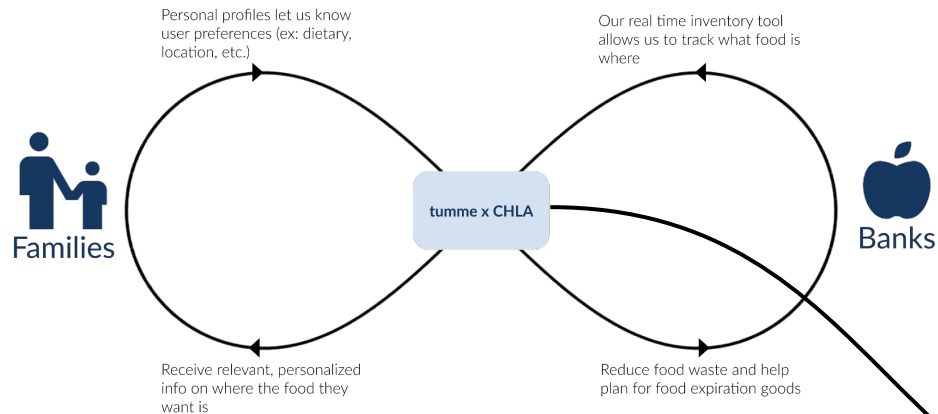 Personal profiles let us know
user preferences (ex: dietary,
location, etc.)
Our real time inventory tool
allows us to track what food is
where
Families
tumme x CHLA
Banks
Receive relevant, personalized
info on where the food they
want is
Reduce food waste and help
plan for food expiration goods